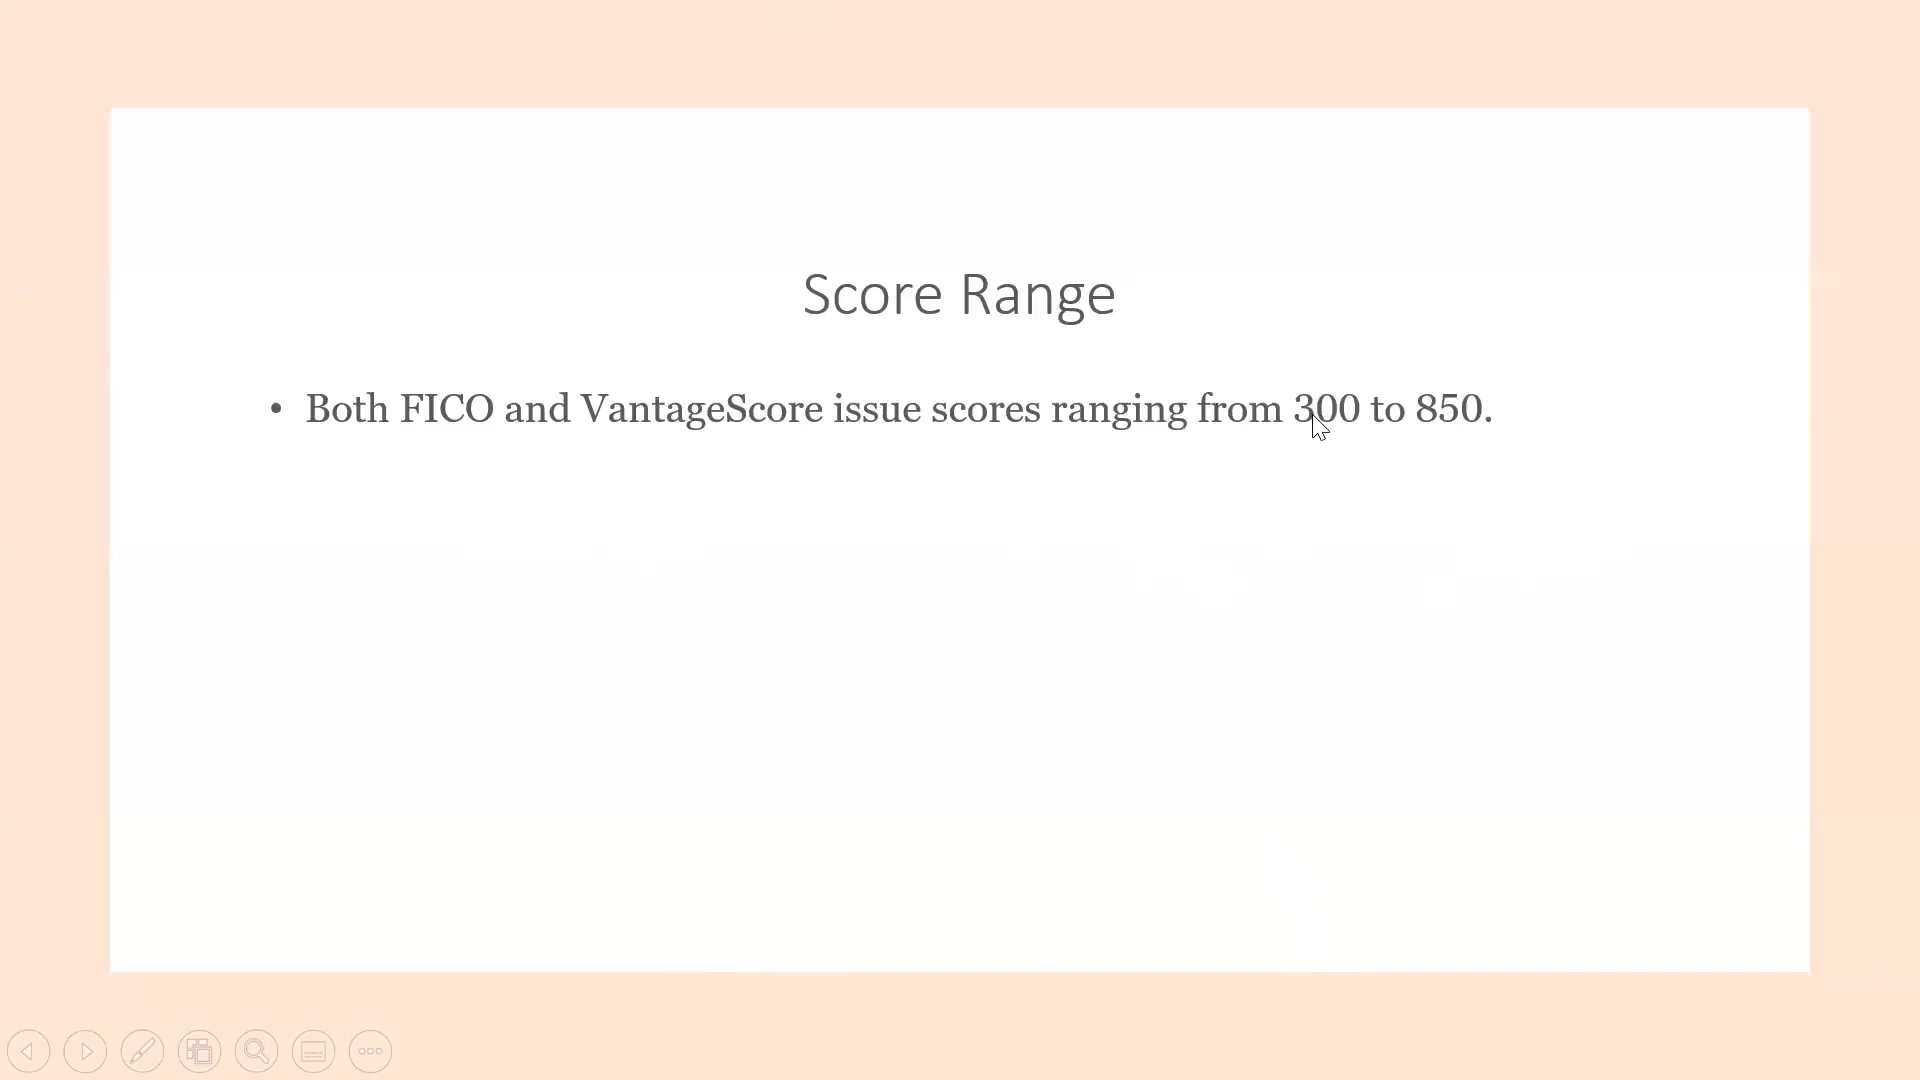 Score Range
• Both FICO and VantageScore issue scores ranging from 300 to 850.